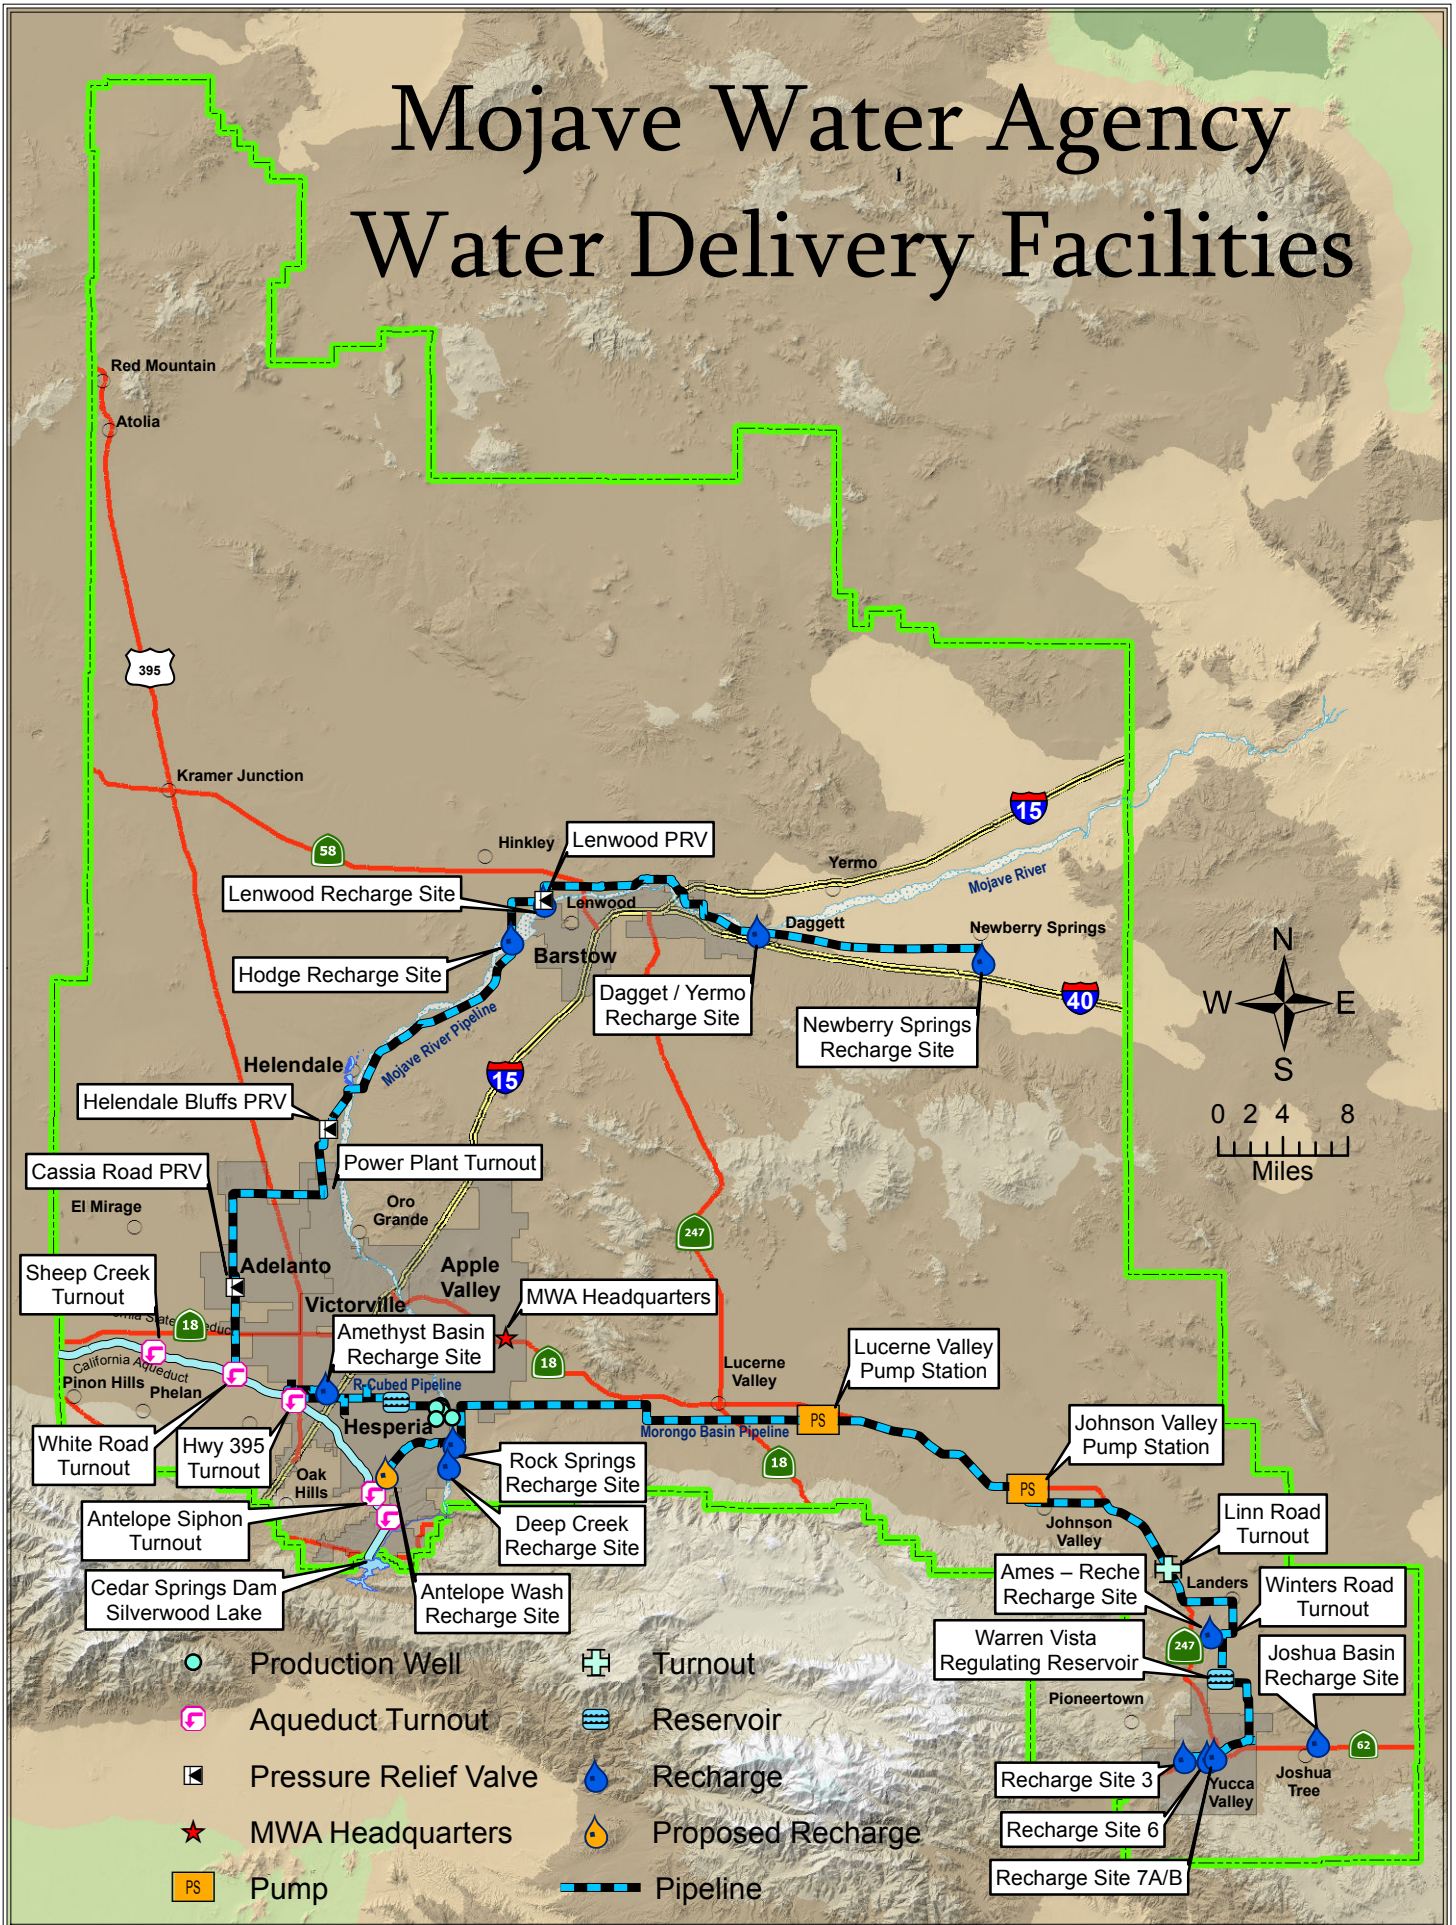 Mojave Water Agency
Water Delivery Facilities
Red Mountain
Atolia
395
Kramer Junction
58
Hinkley
Lenwood PRV
15
Yermo
Mojave River
Lenwood Recharge Site
Lenwood
Daggett
Newberry Springs
Hodge Recharge Site
Barstow
Dagget / Yermo
Recharge Site
40
Newberry Springs
Recharge Site
N
W
E
S
0 2 4 8
Miles
Mojave River Pipeline
Helendale
15
Helendale Bluffs PRV
Cassia Road PRV
Power Plant Turnout
El Mirage
Oro
Grande
247
Sheep Creek
Turnout
Adelanto
Apple
Valley
Victorville
MWA Headquarters
18
Amethyst Basin
Recharge Site
18
Lucerne
Valley
Lucerne Valley
Pump Station
California Aqueduct
Pinon Hills
Phelan
R-Cubed Pipeline
Hesperia
Morongo Basin Pipeline
PS
Johnson Valley
Pump Station
White Road
Turnout
Hwy 395
Turnout
Oak
Hills
Rock Springs
Recharge Site
18
PS
Antelope Siphon
Turnout
Deep Creek
Recharge Site
Johnson
Valley
Linn Road
Turnout
Cedar Springs Dam
Silverwood Lake
Antelope Wash
Recharge Site
Ames – Reche
Recharge Site
Landers
Winters Road
Turnout
Warren Vista
Regulating Reservoir
247
Joshua Basin
Recharge Site
Pioneertown
62
Recharge Site 3
Yucca
Valley
Joshua
Tree
Recharge Site 6
Recharge Site 7A/B
Production Well
Turnout
Aqueduct Turnout
Reservoir
Pressure Relief Valve
Recharge
MWA Headquarters
Proposed Recharge
PS
Pump
Pipeline